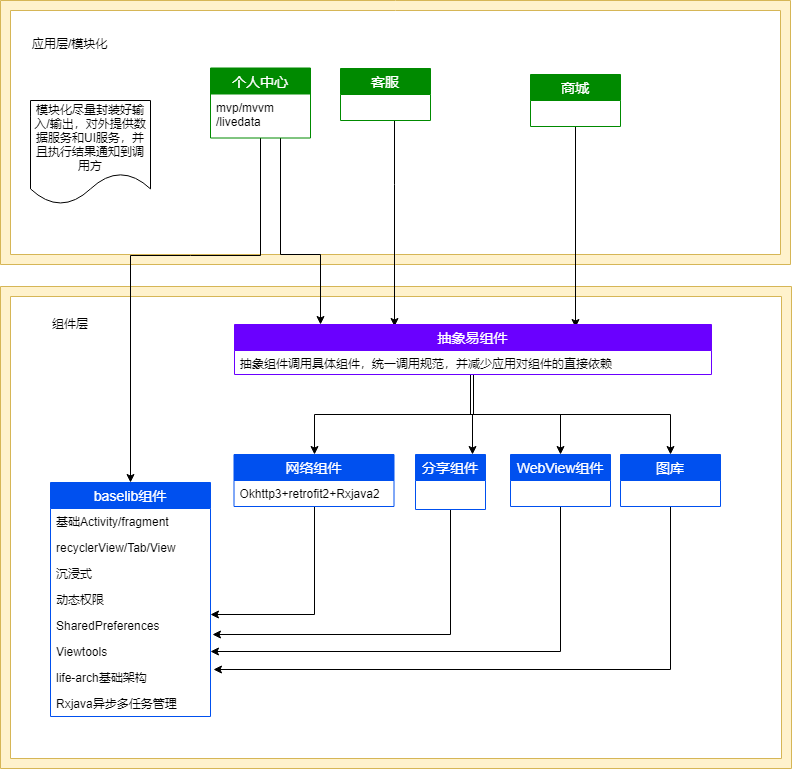 应用层/模块化
个人中心
mvp/mvvm
/livedata
客服
商城
模块化尽量封装好输
入/输出，对外提供数
据服务和UI服务，并
且执行结果通知到调
用方
组件层
抽象易组件
抽象组件调用具体组件，统一调用规范，并减少应用对组件的直接依赖
网络组件
Okhttp3+retrofit2+Rxjava2
分享组件
WebView组件
图库
baselib组件
基础Activity/fragment
recyclerView/Tab/View
沉浸式
动态权限
SharedPreferences
Viewtools
life-arch基础架构
Rxjava异步多任务管理